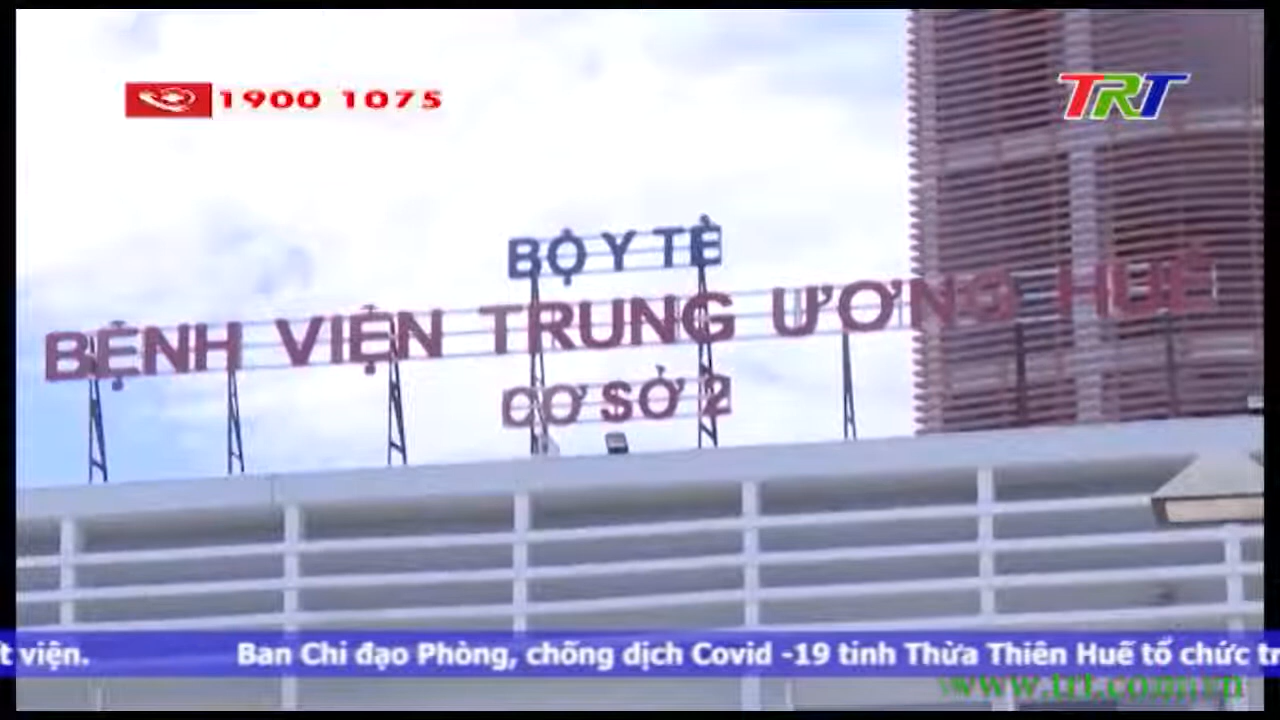 1900 1075
TRT
BỘ Y TẾ
BỆNH VIỆN TRUNG ƯƠNG HUẾ
CƠ SỞ 2
t viện. Ban Chỉ đạo Phòng, chống dịch Covid -19 tỉnh Thừa Thiên Huế tổ chức tr
www.trt.com.vn